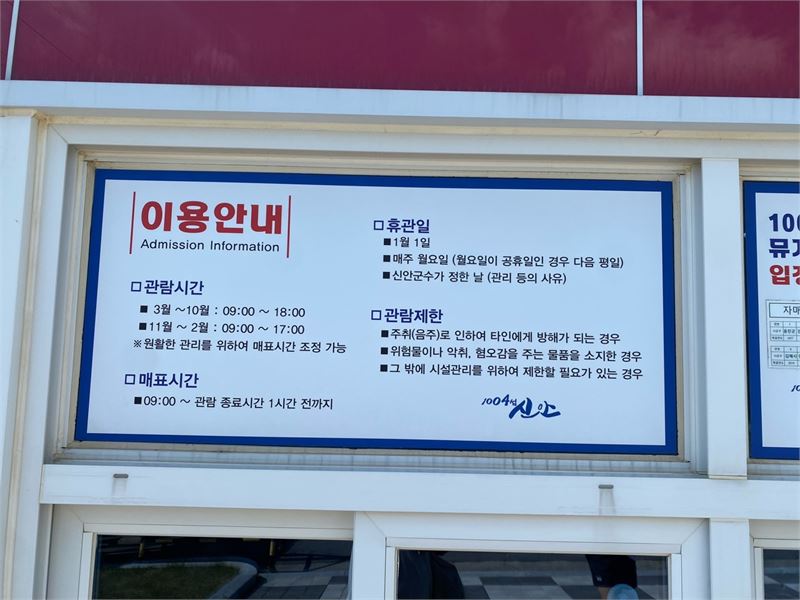 이용안내
Admission Information
□ 관람시간
■ 3월 ～10월 : 09:00 ～ 18:00
■11월 ～ 2월 : 09:00 ～ 17:00
※원활한 관리를 위하여 매표시간 조정 가능
□ 매표시간
■09:00 ～ 관람 종료시간 1시간 전까지
□ 휴관일
■1월 1일
■매주 월요일 (월요일이 공휴일인 경우 다음 평일)
■신안군수가 정한 날 (관리 등의 사유)
□ 관람제한
■주취(음주)로 인하여 타인에게 방해가 되는 경우
■위험물이나 악취, 혐오감을 주는 물품을 소지한 경우
■그 밖에 시설관리를 위하여 제한할 필요가 있는 경우
1004섬 신안